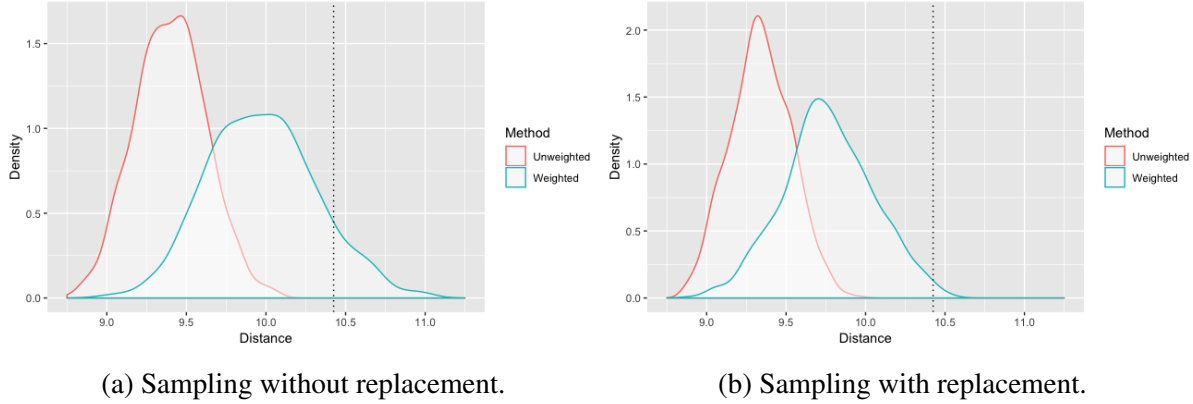 1.5
1.0
0.5
0.0
Density
9.0 9.5 10.0 10.5 11.0
Distance
Method
Unweighted
Weighted
(a) Sampling without replacement.
2.0
1.5
1.0
0.5
0.0
Density
9.0 9.5 10.0 10.5 11.0
Distance
Method
Unweighted
Weighted
(b) Sampling with replacement.